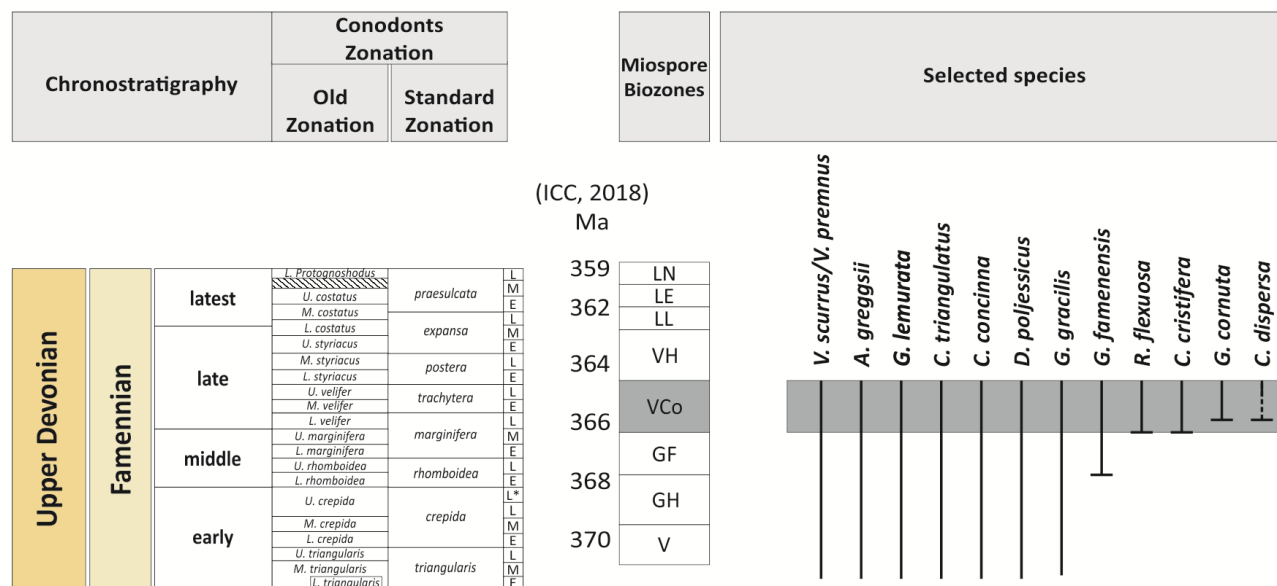 Chronostratigraphy
Conodonts
Zonation
Old
Zonation
Standard
Zonation
Miospore
Biozones
Selected species
(ICC, 2018)
Ma
V. scurrus/V. premnus
A. greggsii
G. lemurata
C. triangulatus
C. concinna
D. poljessicus
G. gracilis
G. famenensis
R. flexuosa
C. cristifera
G. cornuta
C. dispersa
Upper Devonian
Famennian
latest
late
middle
early
L. Protognoshodus
U. costatus
M. costatus
L. costatus
U. styriacus
M. styriacus
L. styriacus
U. velifer
M. velifer
L. velifer
U. marginifera
L. marginifera
U. rhomboidea
L. rhomboidea
U. crepida
M. crepida
L. crepida
U. triangularis
M. triangularis
L. triangularis
praesulcata
expansa
postera
trachytera
marginifera
rhomboidea
crepida
triangularis
L
M
E
L
M
E
L
E
L
E
L
M
E
L
E
L*
L
M
E
L
M
E
359
362
364
366
368
370
LN
LE
LL
VH
VCo
GF
GH
V